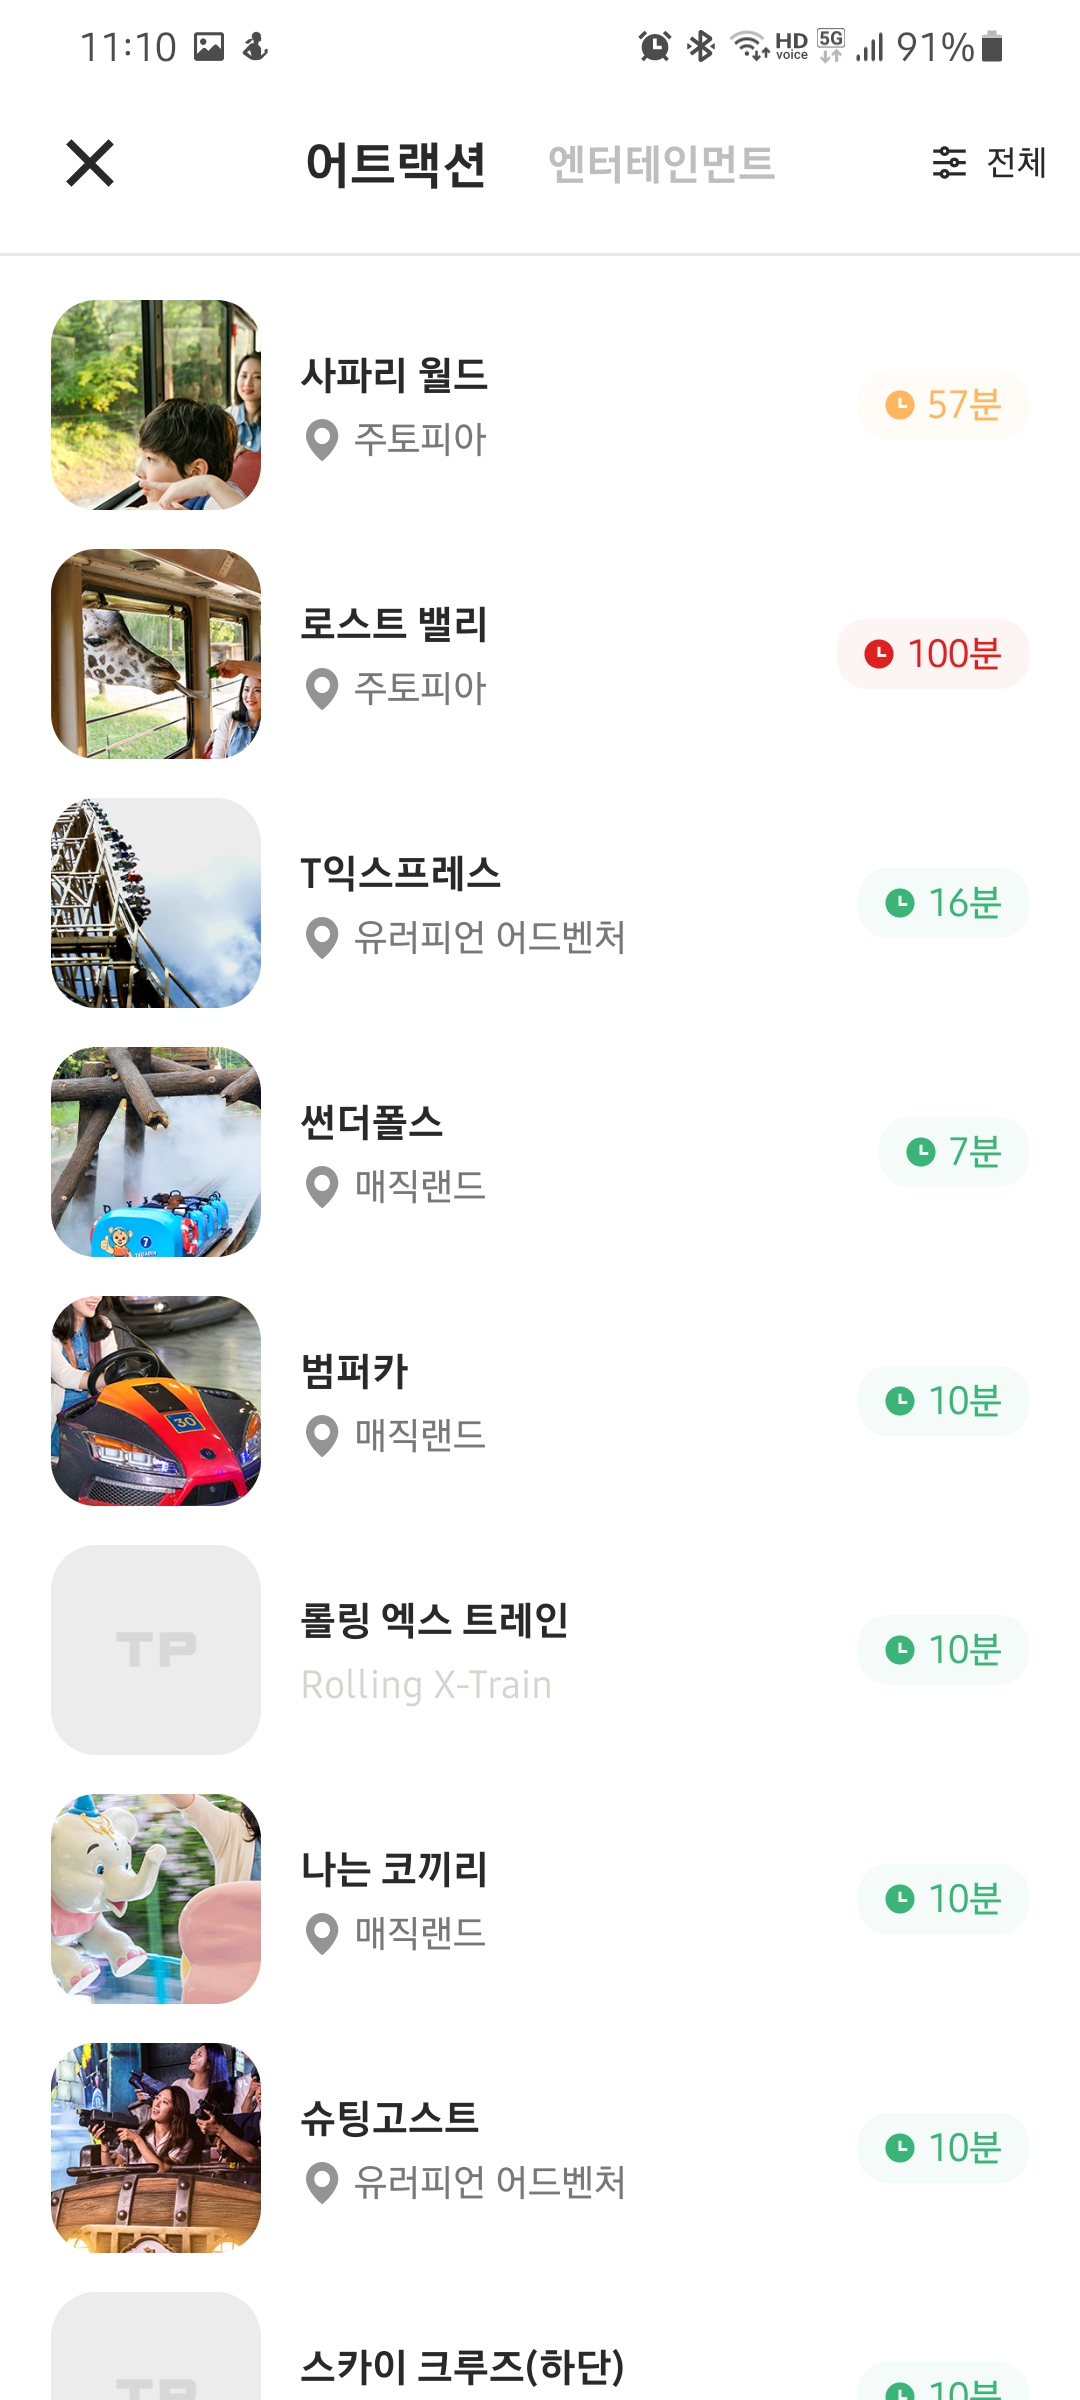 11:10 HD voice 5G 91%
어트랙션 엔터테인먼트 전체
사파리 월드
주토피아
57분
로스트 밸리
주토피아
100분
T익스프레스
유러피언 어드벤처
16분
썬더폴스
매직랜드
7분
범퍼카
매직랜드
10분
30
TP
롤링 엑스 트레인
Rolling X-Train
10분
나는 코끼리
매직랜드
10분
슈팅고스트
유러피언 어드벤처
10분
TP
스카이 크루즈(하단)
10분